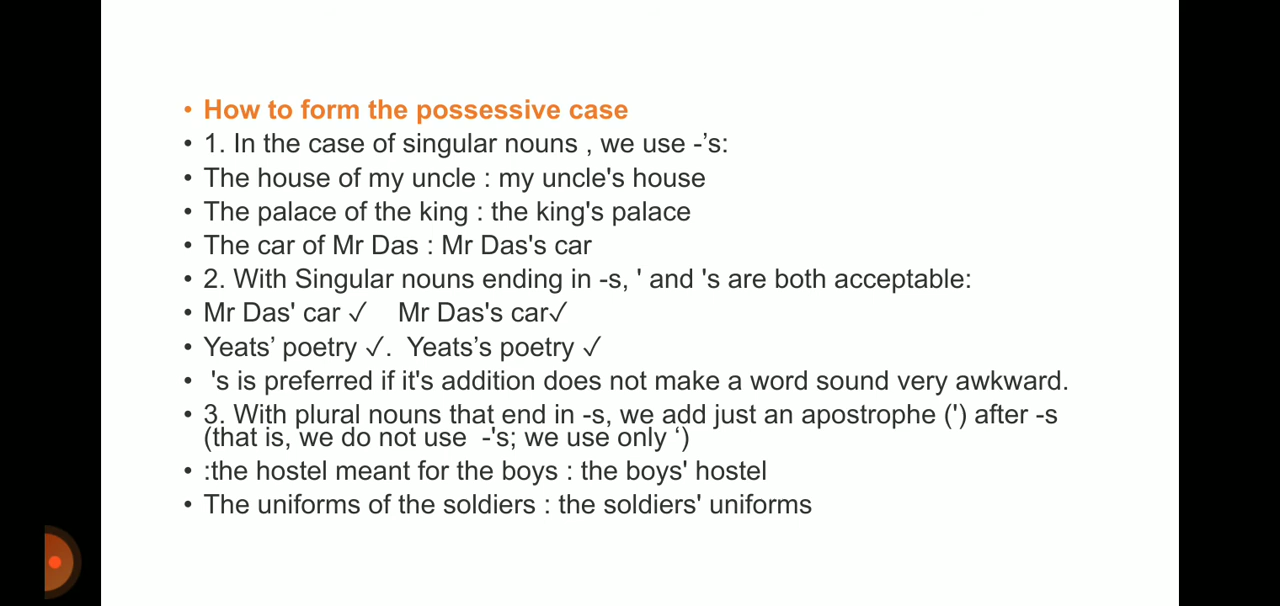 • How to form the possessive case
• 1. In the case of singular nouns , we use -’s:
• The house of my uncle : my uncle's house
• The palace of the king : the king's palace
• The car of Mr Das : Mr Das's car
• 2. With Singular nouns ending in -s, ' and 's are both acceptable:
• Mr Das' car ✓ Mr Das's car✓
• Yeats’ poetry ✓. Yeats’s poetry ✓
• 's is preferred if it's addition does not make a word sound very awkward.
• 3. With plural nouns that end in -s, we add just an apostrophe (') after -s
(that is, we do not use -'s; we use only ‘)
• :the hostel meant for the boys : the boys' hostel
• The uniforms of the soldiers : the soldiers' uniforms